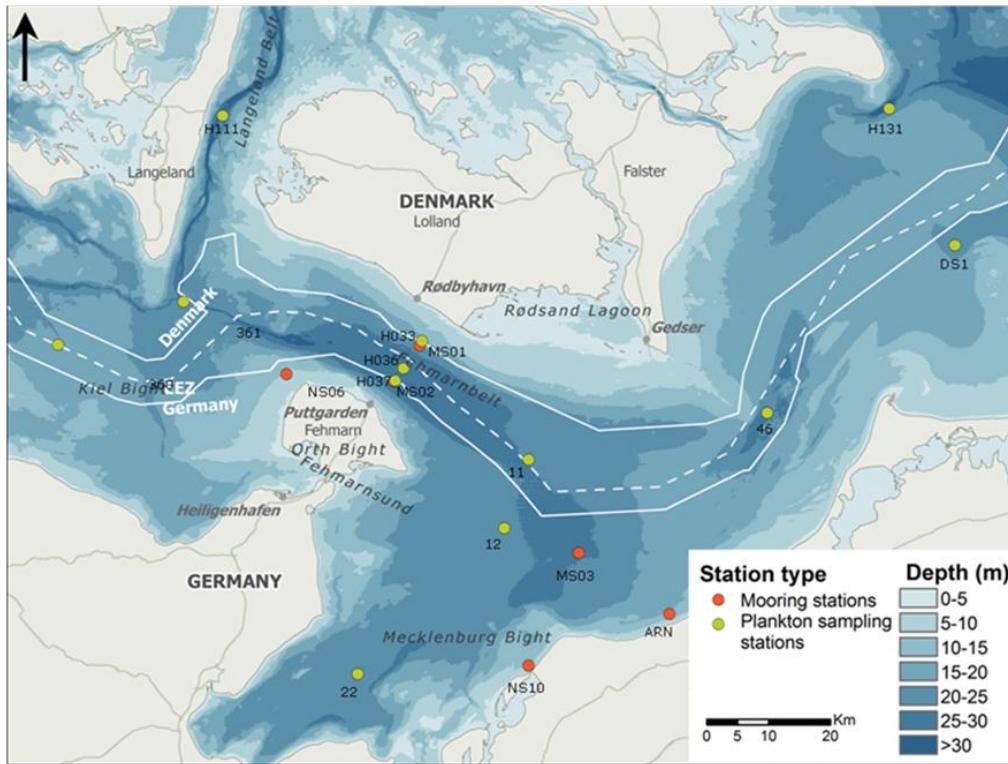 Langeland Belt
H111
H131
Langeland
Falster
DENMARK
Lolland
DS1
Rødbyhavn
Rødsand Lagoon
Gedser
Denmark
361
H033
MS01
H036
Fehmarnbelt
H037
MS02
Kiel Bight
360
EEZ
Germany
NS06
Puttgarden
Fehmarn
Orth Bight
Fehmarnsund
46
11
Heiligenhafen
12
MS03
GERMANY
ARN
Mecklenburg Bight
22
NS10
Station type
Mooring stations
Plankton sampling
stations
Depth (m)
0-5
5-10
10-15
15-20
20-25
25-30
>30
Km
0 5 10 20